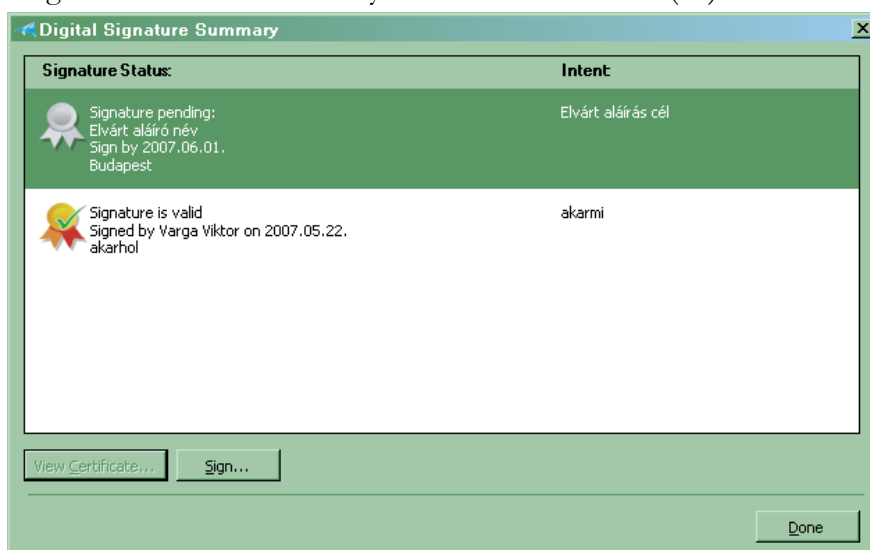 Digital Signature Summary
Signature Status:
Intent:
Signature pending:
Elvárt aláíró név
Sign by 2007.06.01.
Budapest
Elvárt aláírás cél
Signature is valid
Signed by Varga Viktor on 2007.05.22.
akarhol
akarmi
View Certificate...
Sign...
Done